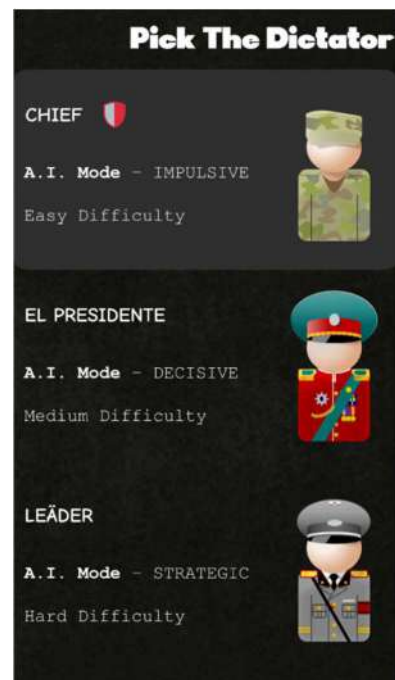 Pick The Dictator
CHIEF
A.I. Mode - IMPULSIVE
Easy Difficulty
EL PRESIDENTE
A.I. Mode - DECISIVE
Medium Difficulty
LEÄDER
A.I. Mode - STRATEGIC
Hard Difficulty